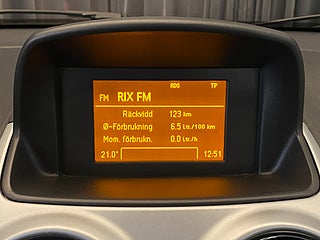 RDS TP
FM RIX FM
Räckvidd 123 km
Ø-Förbrukning 6.5 Ltr./100 km
Mom. förbrukn. 0.0 Ltr./h
21.0° 12:51